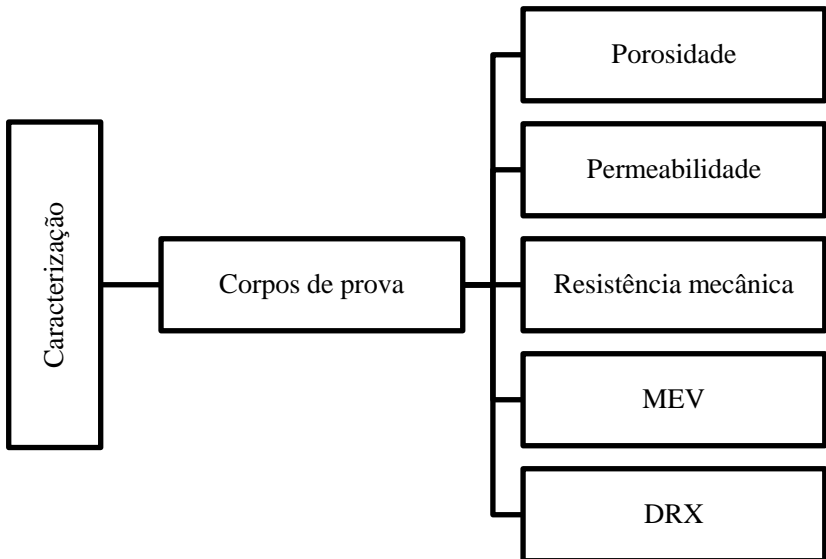 Caracterização
Corpos de prova
Porosidade
Permeabilidade
Resistência mecânica
MEV
DRX